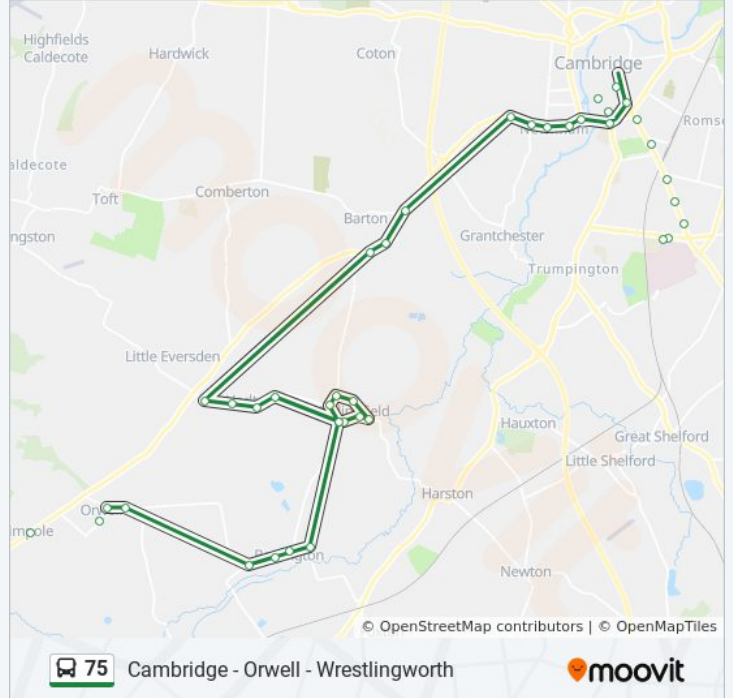 Highfields
Caldecote
Hardwick
Coton
Cambridge
Romse
aldecote
Toft
Comberton
Barton
ngston
Grantchester
Trumpington
Little Eversden
Hauxton
Great Shelford
Little Shelford
Harston
Newton
© OpenStreetMap contributors | © OpenMapTiles
75 Cambridge - Orwell - Wrestlingworth
moovit